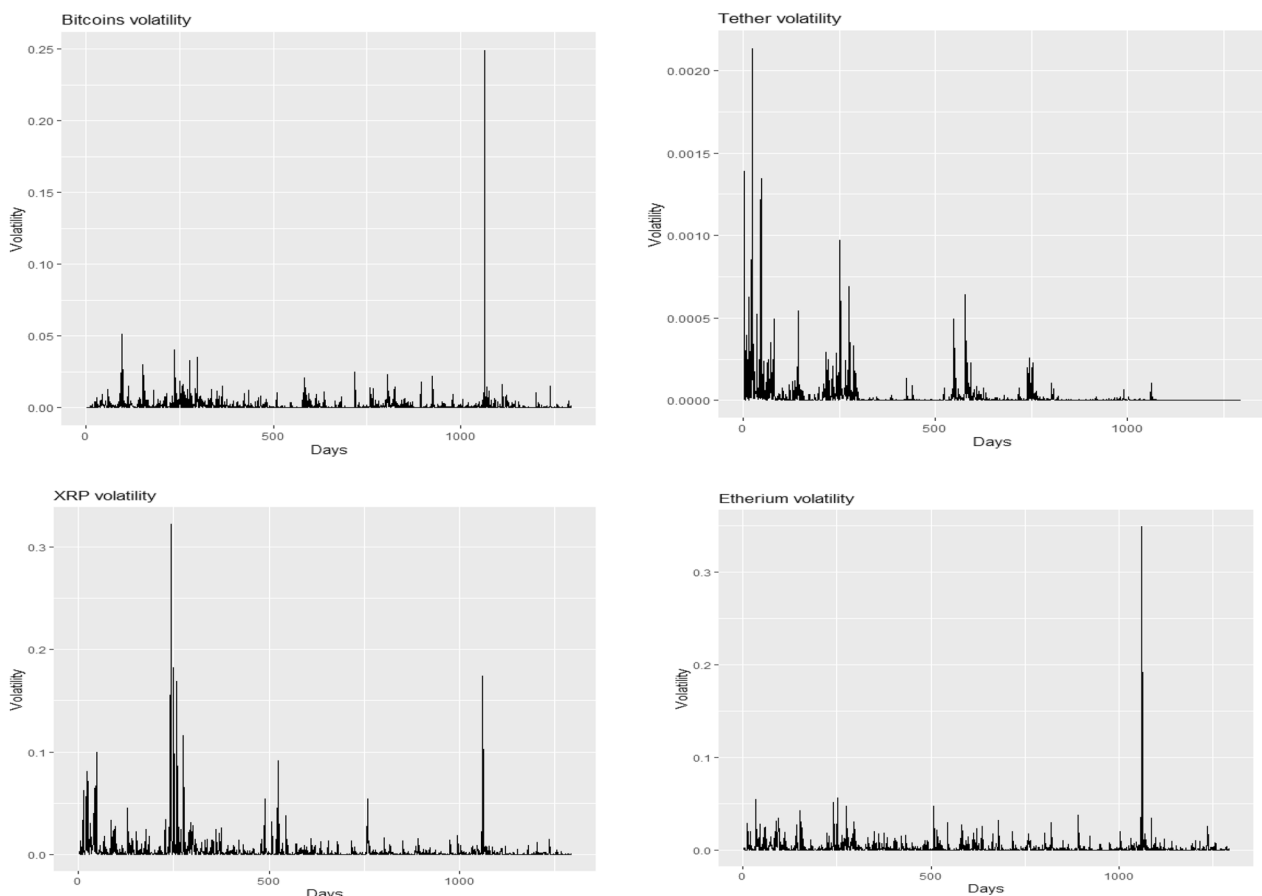 Bitcoins volatility
0.25
0.20
0.15
0.10
0.05
0.00
Volatility
0
500
1000
Days
Tether volatility
0.0020
0.0015
0.0010
0.0005
0.0000
Volatility
0
500
1000
Days
XRP volatility
0.3
0.2
0.1
0.0
Volatility
0
500
1000
Days
Etherium volatility
0.3
0.2
0.1
0.0
Volatility
0
500
1000
Days